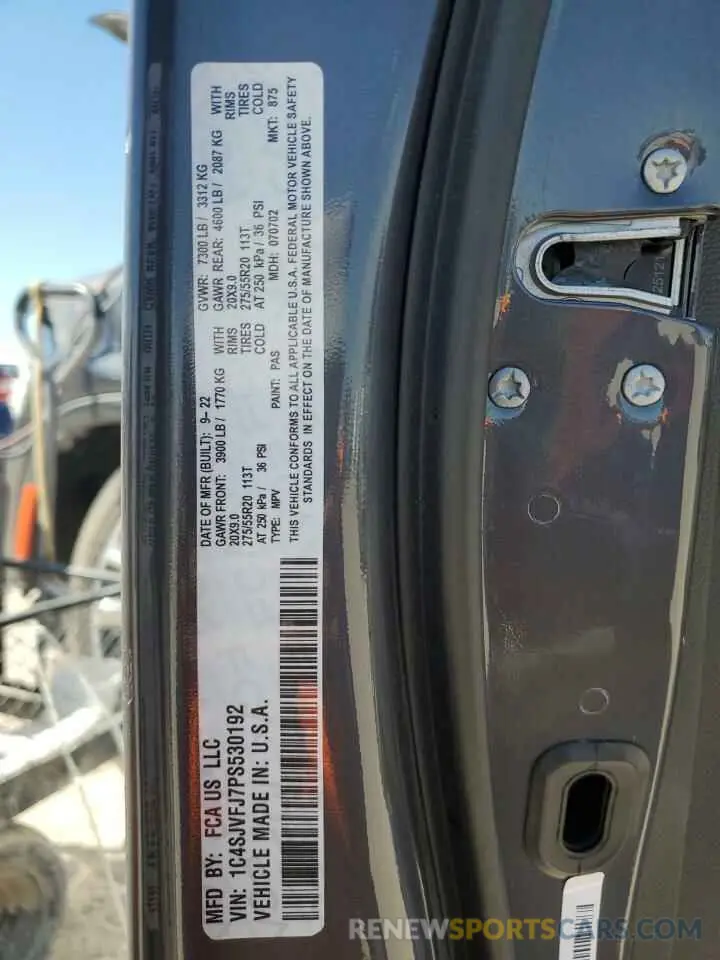 MFD BY: FCA US LLC
DATE OF MFR (BUILT): 9-22
GVWR: 7300 LB / 3312 KG
VIN: 1C4SJVFJ7PS530192
GAWR FRONT: 3900 LB / 1770 KG WITH
GAWR REAR: 4600 LB / 2087 KG WITH
20X9.0 RIMS
20X9.0 RIMS
275/55R20 113T TIRES
275/55R20 113T TIRES
AT 250 kPa / 36 PSI COLD
AT 250 kPa / 36 PSI COLD
VEHICLE MADE IN: U.S.A.
TYPE: MPV
PAINT: PAS
MDH: 070702
MKT: 875
THIS VEHICLE CONFORMS TO ALL APPLICABLE U.S.A. FEDERAL MOTOR VEHICLE SAFETY
STANDARDS IN EFFECT ON THE DATE OF MANUFACTURE SHOWN ABOVE.
RENEWSPORTSCARS.COM